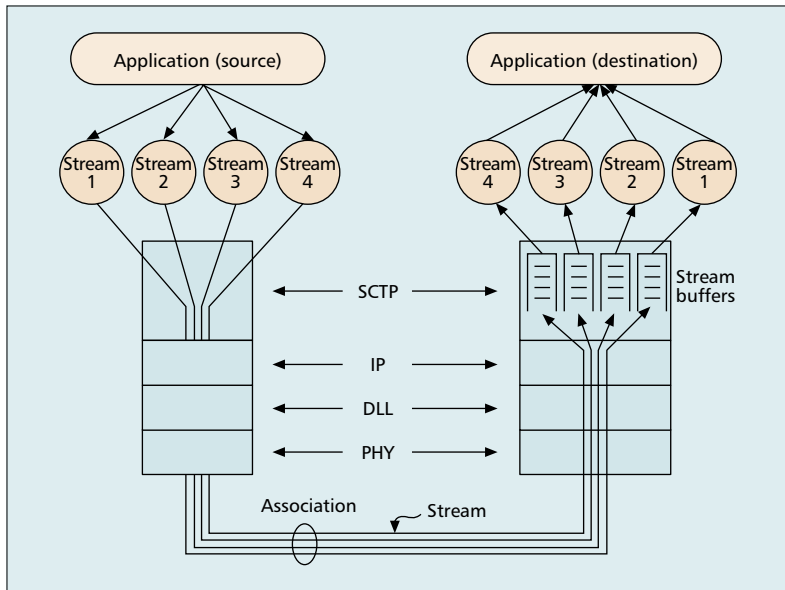 Application (source)
Application (destination)
Stream
1
Stream
2
Stream
3
Stream
4
Stream
4
Stream
3
Stream
2
Stream
1
Stream
buffers
SCTP
IP
DLL
PHY
Association
Stream